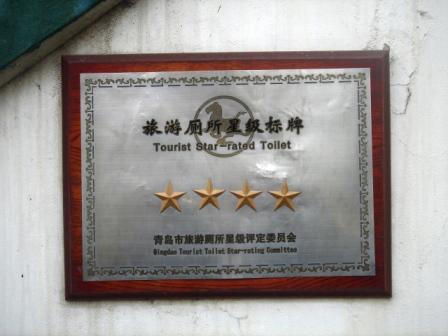 旅游厕所星级标牌
Tourist Star-rated Toilet
青岛市旅游厕所星级评定委员会
Qingdao Tourist Toilet Star-rating Committee